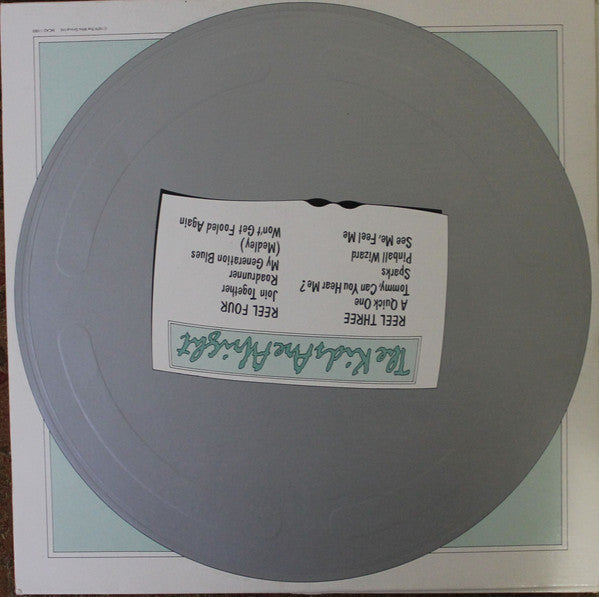 The Kids Are Alright
REEL THREE
A Quick One
Tommy, Can You Hear Me?
Sparks
Pinball Wizard
See Me, Feel Me
REEL FOUR
Join Together
Roadrunner
My Generation Blues
(Medley)
Won't Get Fooled Again